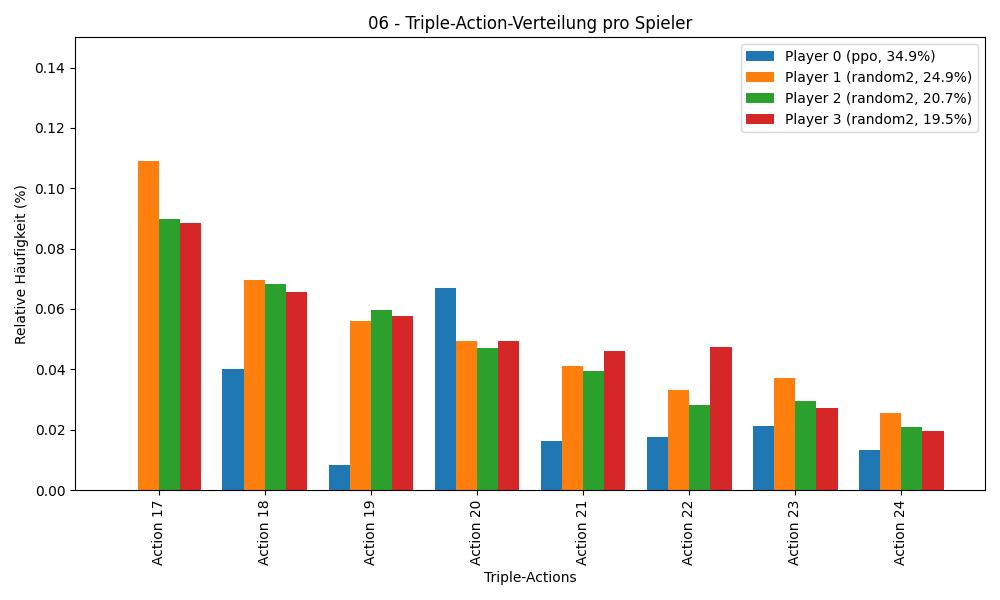 06 - Triple-Action-Verteilung pro Spieler
Player 0 (ppo, 34.9%)
Player 1 (random2, 24.9%)
Player 2 (random2, 20.7%)
Player 3 (random2, 19.5%)
Relative Häufigkeit (%)
0.14
0.12
0.10
0.08
0.06
0.04
0.02
0.00
Action 17
Action 18
Action 19
Action 20
Action 21
Action 22
Action 23
Action 24
Triple-Actions